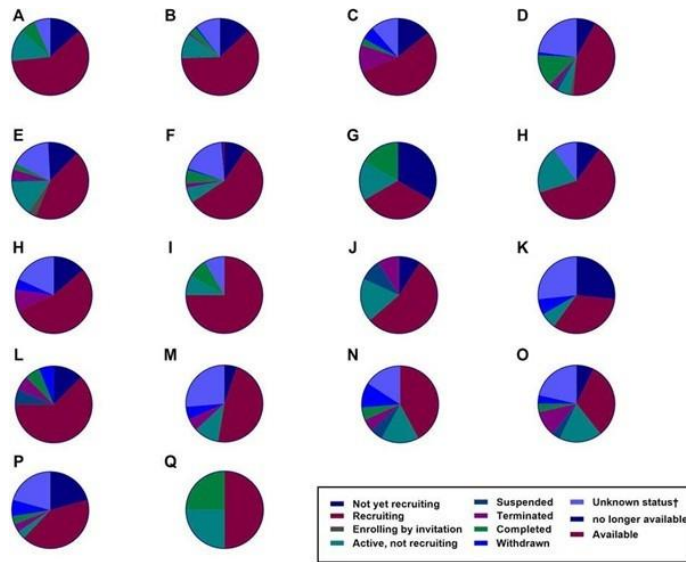 A
B
C
D
E
F
G
H
H
I
J
K
L
M
N
O
P
Q
Not yet recruiting
Recruiting
Enrolling by invitation
Active, not recruiting
Suspended
Terminated
Completed
Withdrawn
Unknown status†
no longer available
Available